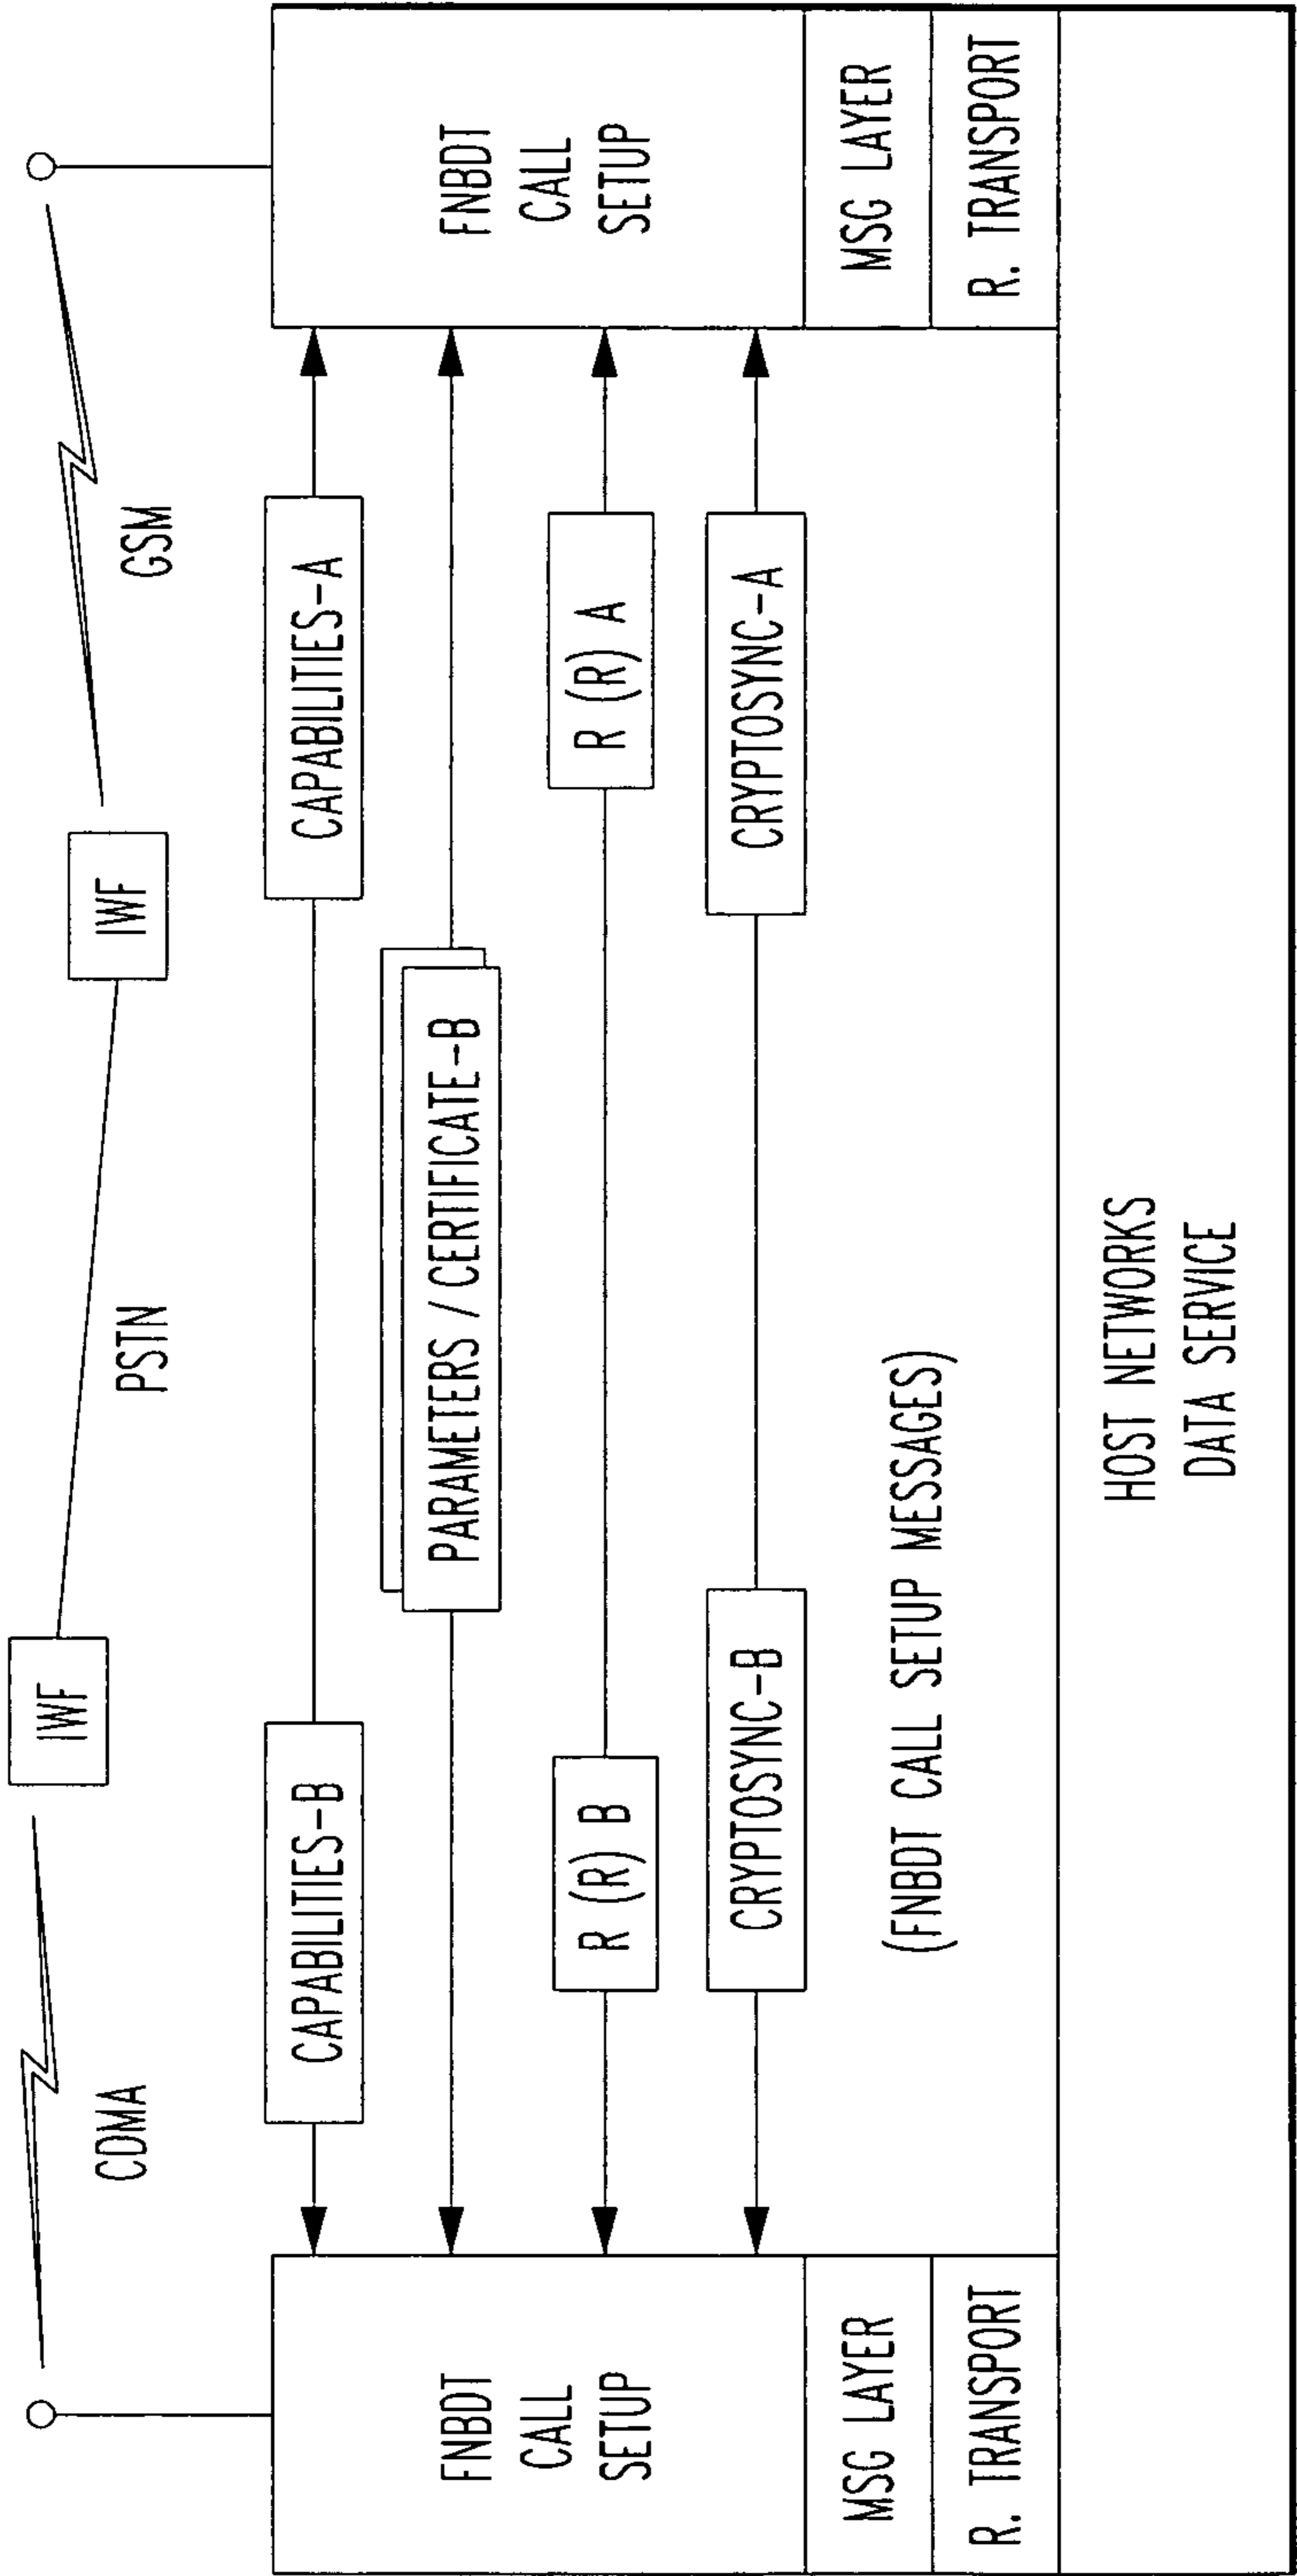 CDMA
IWF
PSTN
IWF
GSM
FNBDT
CALL
SETUP
MSG LAYER
R. TRANSPORT
CAPABILITIES-B
CAPABILITIES-A
PARAMETERS / CERTIFICATE-B
R (R) B
R (R) A
CRYPTOSYNC-B
CRYPTOSYNC-A
(FNBDT CALL SETUP MESSAGES)
FNBDT
CALL
SETUP
MSG LAYER
R. TRANSPORT
HOST NETWORKS
DATA SERVICE